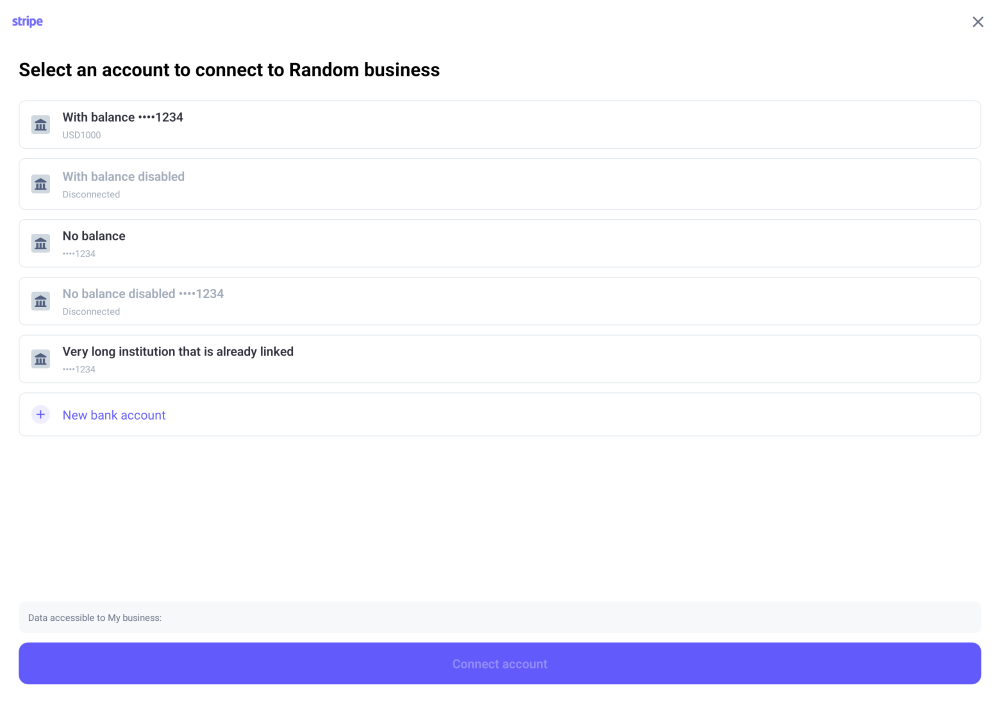 stripe
Select an account to connect to Random business
With balance ••••1234
USD1000
With balance disabled
Disconnected
No balance
••••1234
No balance disabled ••••1234
Disconnected
Very long institution that is already linked
••••1234
New bank account
Data accessible to My business:
Connect account